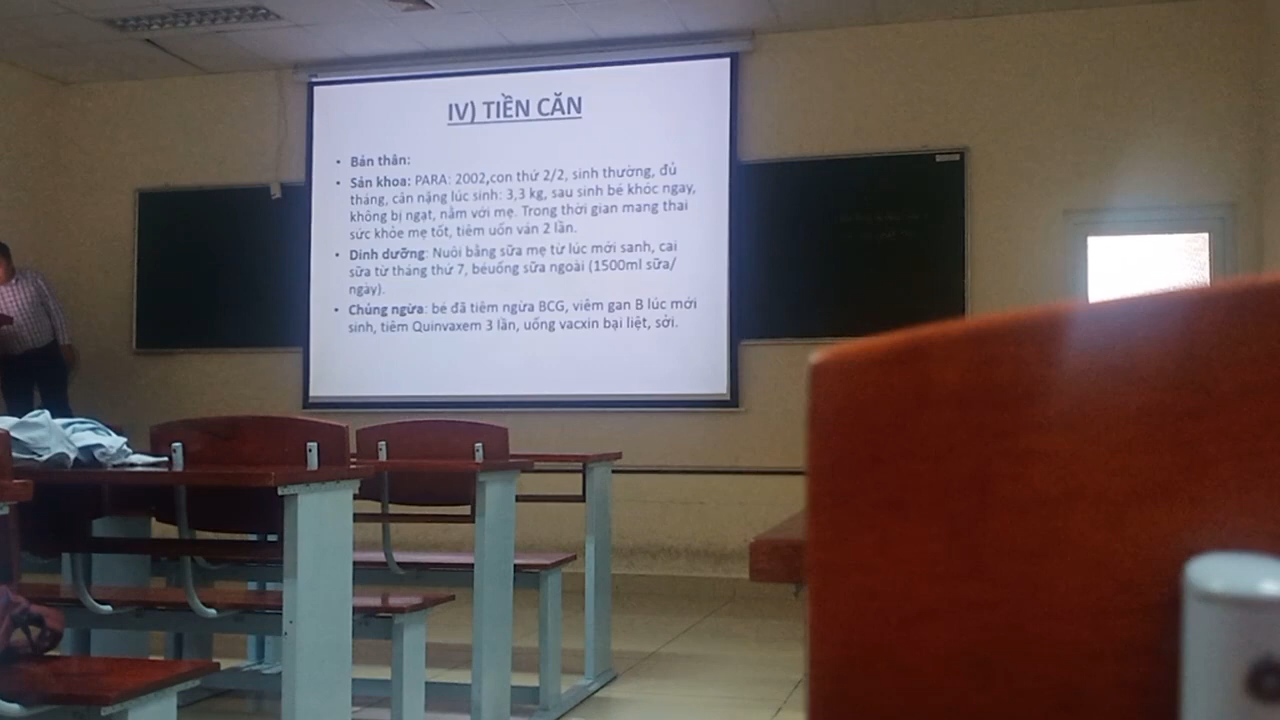 IV) TIỀN CĂN
• Bản thân:
• Sản khoa: PARA: 2002,con thứ 2/2, sinh thường, đủ
tháng, cân nặng lúc sinh: 3,3 kg, sau sinh bé khóc ngay,
không bị ngạt, nằm với mẹ. Trong thời gian mang thai
sức khỏe mẹ tốt, tiêm uốn ván 2 lần.
• Dinh dưỡng: Nuôi bằng sữa mẹ từ lúc mới sanh, cai
sữa từ tháng thứ 7, béuống sữa ngoài (1500ml sữa/
ngày).
• Chủng ngừa: bé đã tiêm ngừa BCG, viêm gan B lúc mới
sinh, tiêm Quinvaxem 3 lần, uống vacxin bại liệt, sởi.